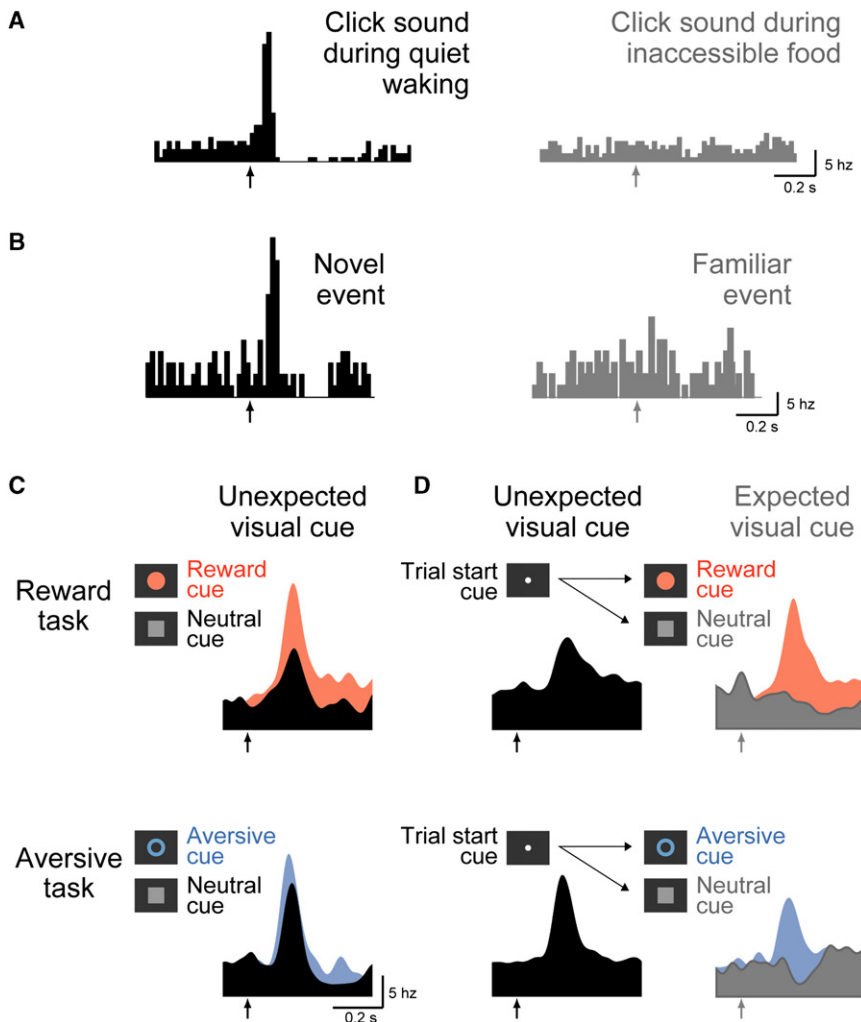 A
Click sound
during quiet
waking
Click sound during
inaccessible food
5 hz
0.2 s
B
Novel
event
Familiar
event
5 hz
0.2 s
C
Unexpected
visual cue
D
Unexpected
visual cue
Expected
visual cue
Reward
task
Reward
cue
Neutral
cue
Trial start
cue
Reward
cue
Neutral
cue
Aversive
task
Aversive
cue
Neutral
cue
5 hz
0.2 s
Trial start
cue
Aversive
cue
Neutral
cue